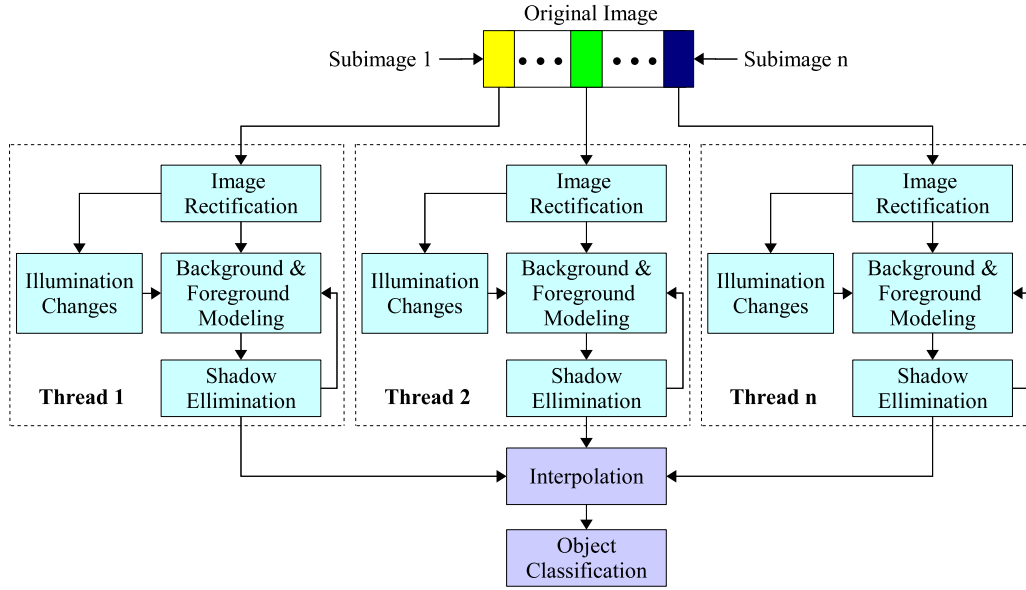 Original Image
Subimage 1
Subimage n
Image
Rectification
Image
Rectification
Image
Rectification
Illumination
Changes
Background &
Foreground
Modeling
Illumination
Changes
Background &
Foreground
Modeling
Illumination
Changes
Background &
Foreground
Modeling
Thread 1
Shadow
Ellimination
Thread 2
Shadow
Ellimination
Thread n
Shadow
Ellimination
Interpolation
Object
Classification